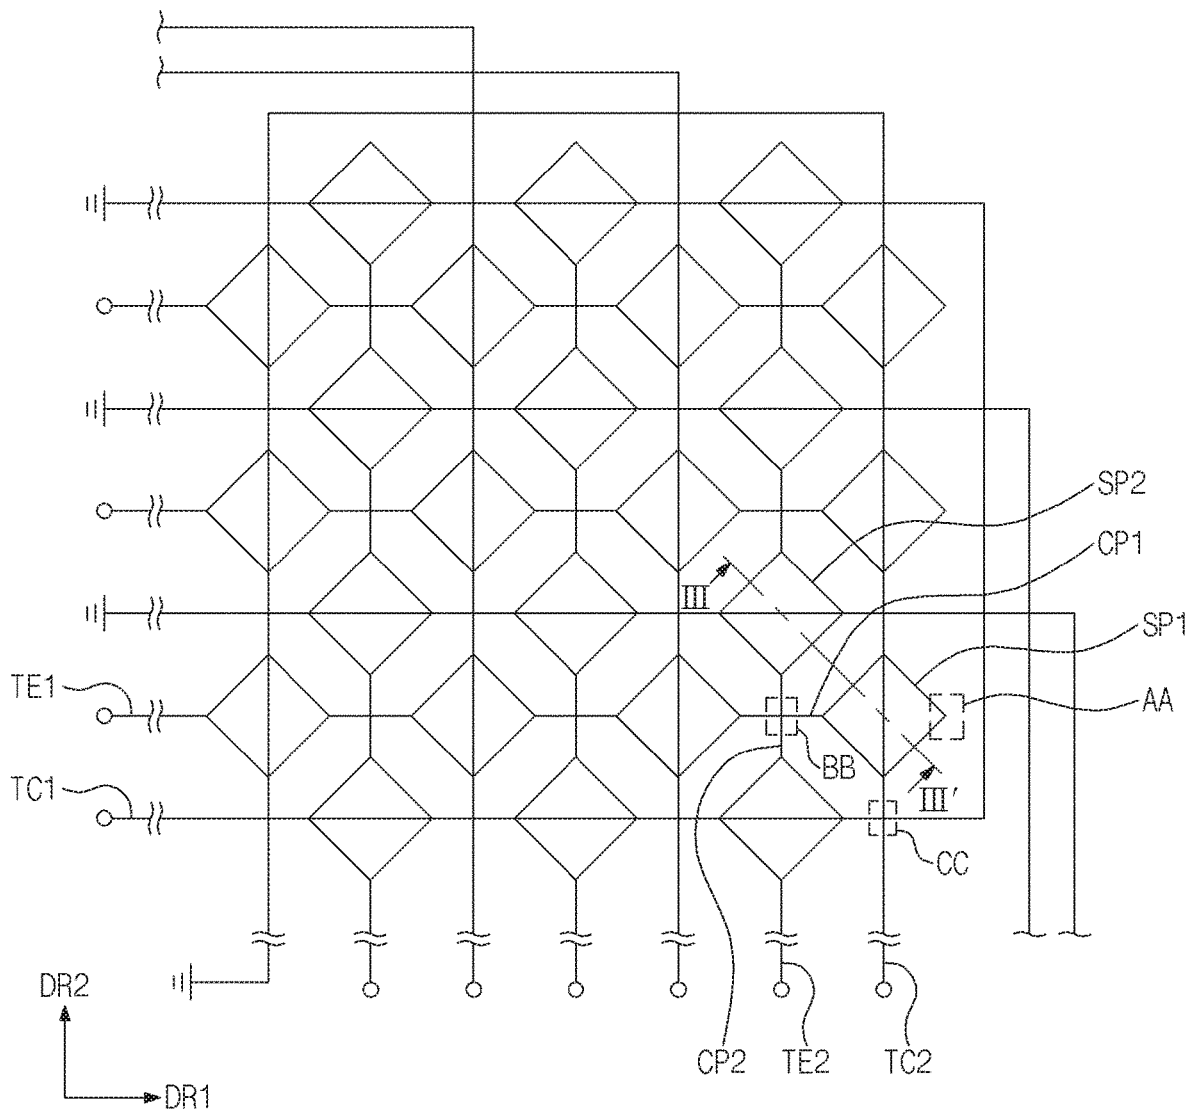 SP2
CP1
III
SP1
TE1
AA
BB
TC1
III′
CC
DR2
CP2
TE2
TC2
DR1